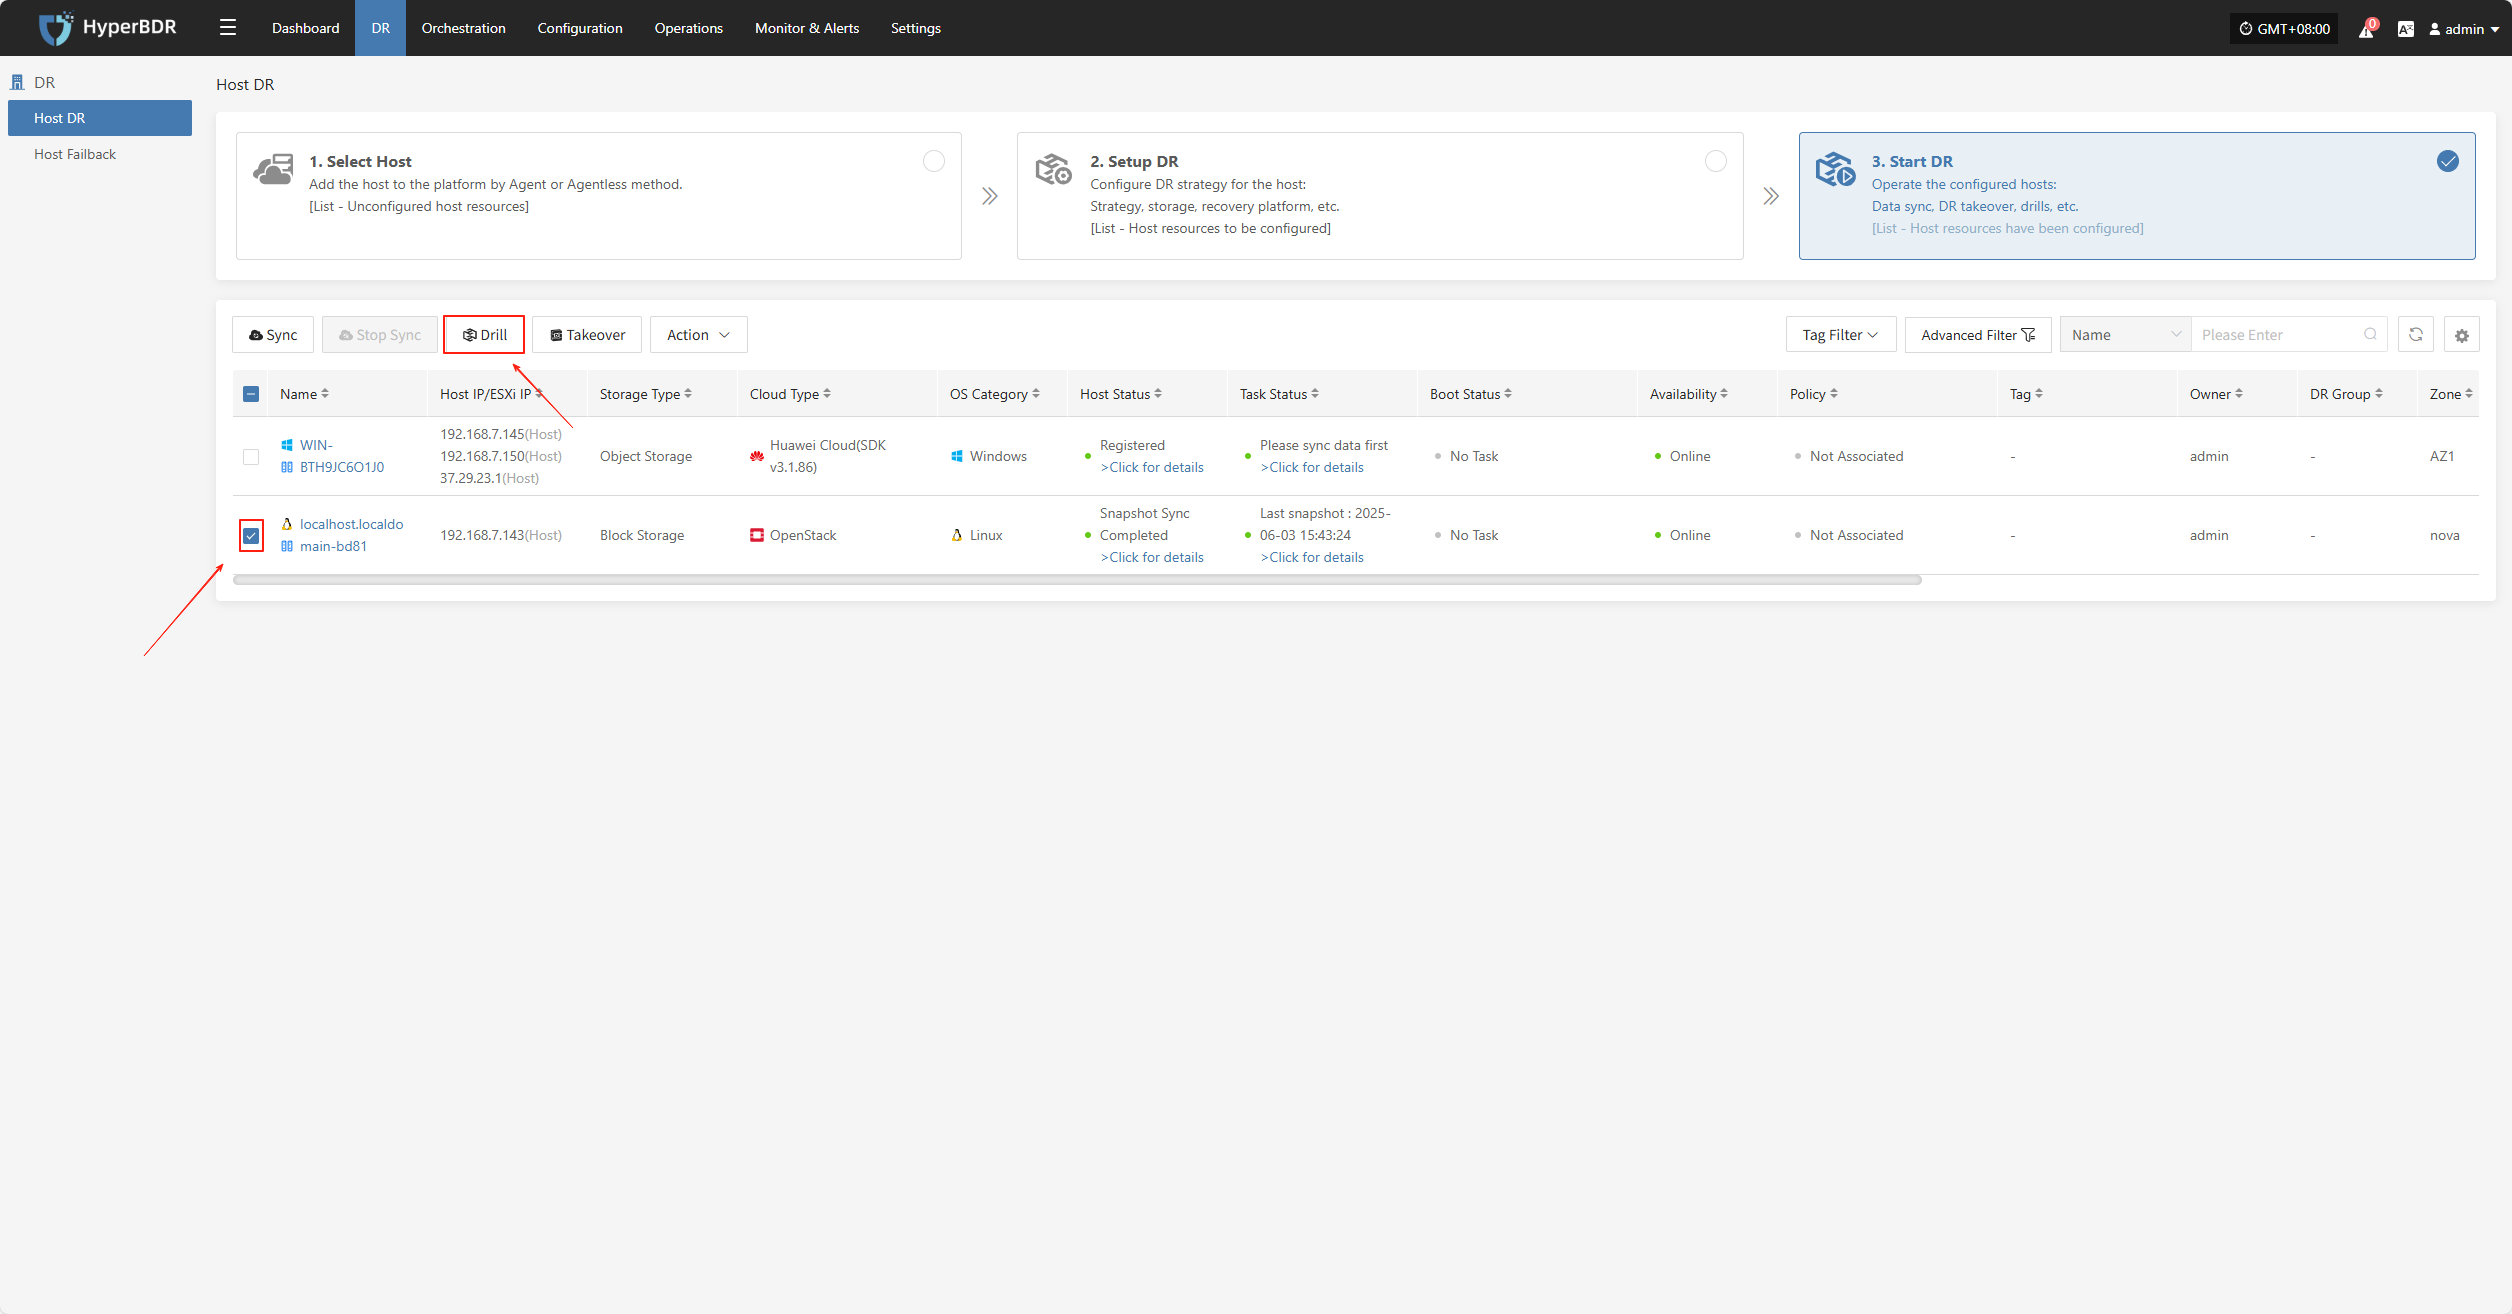 HyperBDR
Dashboard
DR
Orchestration
Configuration
Operations
Monitor & Alerts
Settings
GMT+08:00
0
admin
DR
Host DR
Host Failback
Host DR
1. Select Host
Add the host to the platform by Agent or Agentless method.
[List - Unconfigured host resources]
2. Setup DR
Configure DR strategy for the host:
Strategy, storage, recovery platform, etc.
[List - Host resources to be configured]
3. Start DR
Operate the configured hosts:
Data sync, DR takeover, drills, etc.
[List - Host resources have been configured]
Sync
Stop Sync
Drill
Takeover
Action
Tag Filter
Advanced Filter
Name
Please Enter
Name
Host IP/ESXi IP
Storage Type
Cloud Type
OS Category
Host Status
Task Status
Boot Status
Availability
Policy
Tag
Owner
DR Group
Zone
WIN-
BTH9JC6O1J0
192.168.7.145(Host)
192.168.7.150(Host)
37.29.23.1(Host)
Object Storage
Huawei Cloud(SDK
v3.1.86)
Windows
Registered
>Click for details
Please sync data first
>Click for details
No Task
Online
Not Associated
-
admin
-
AZ1
localhost.localdo
main-bd81
192.168.7.143(Host)
Block Storage
OpenStack
Linux
Snapshot Sync
Completed
>Click for details
Last snapshot : 2025-
06-03 15:43:24
>Click for details
No Task
Online
Not Associated
-
admin
-
nova